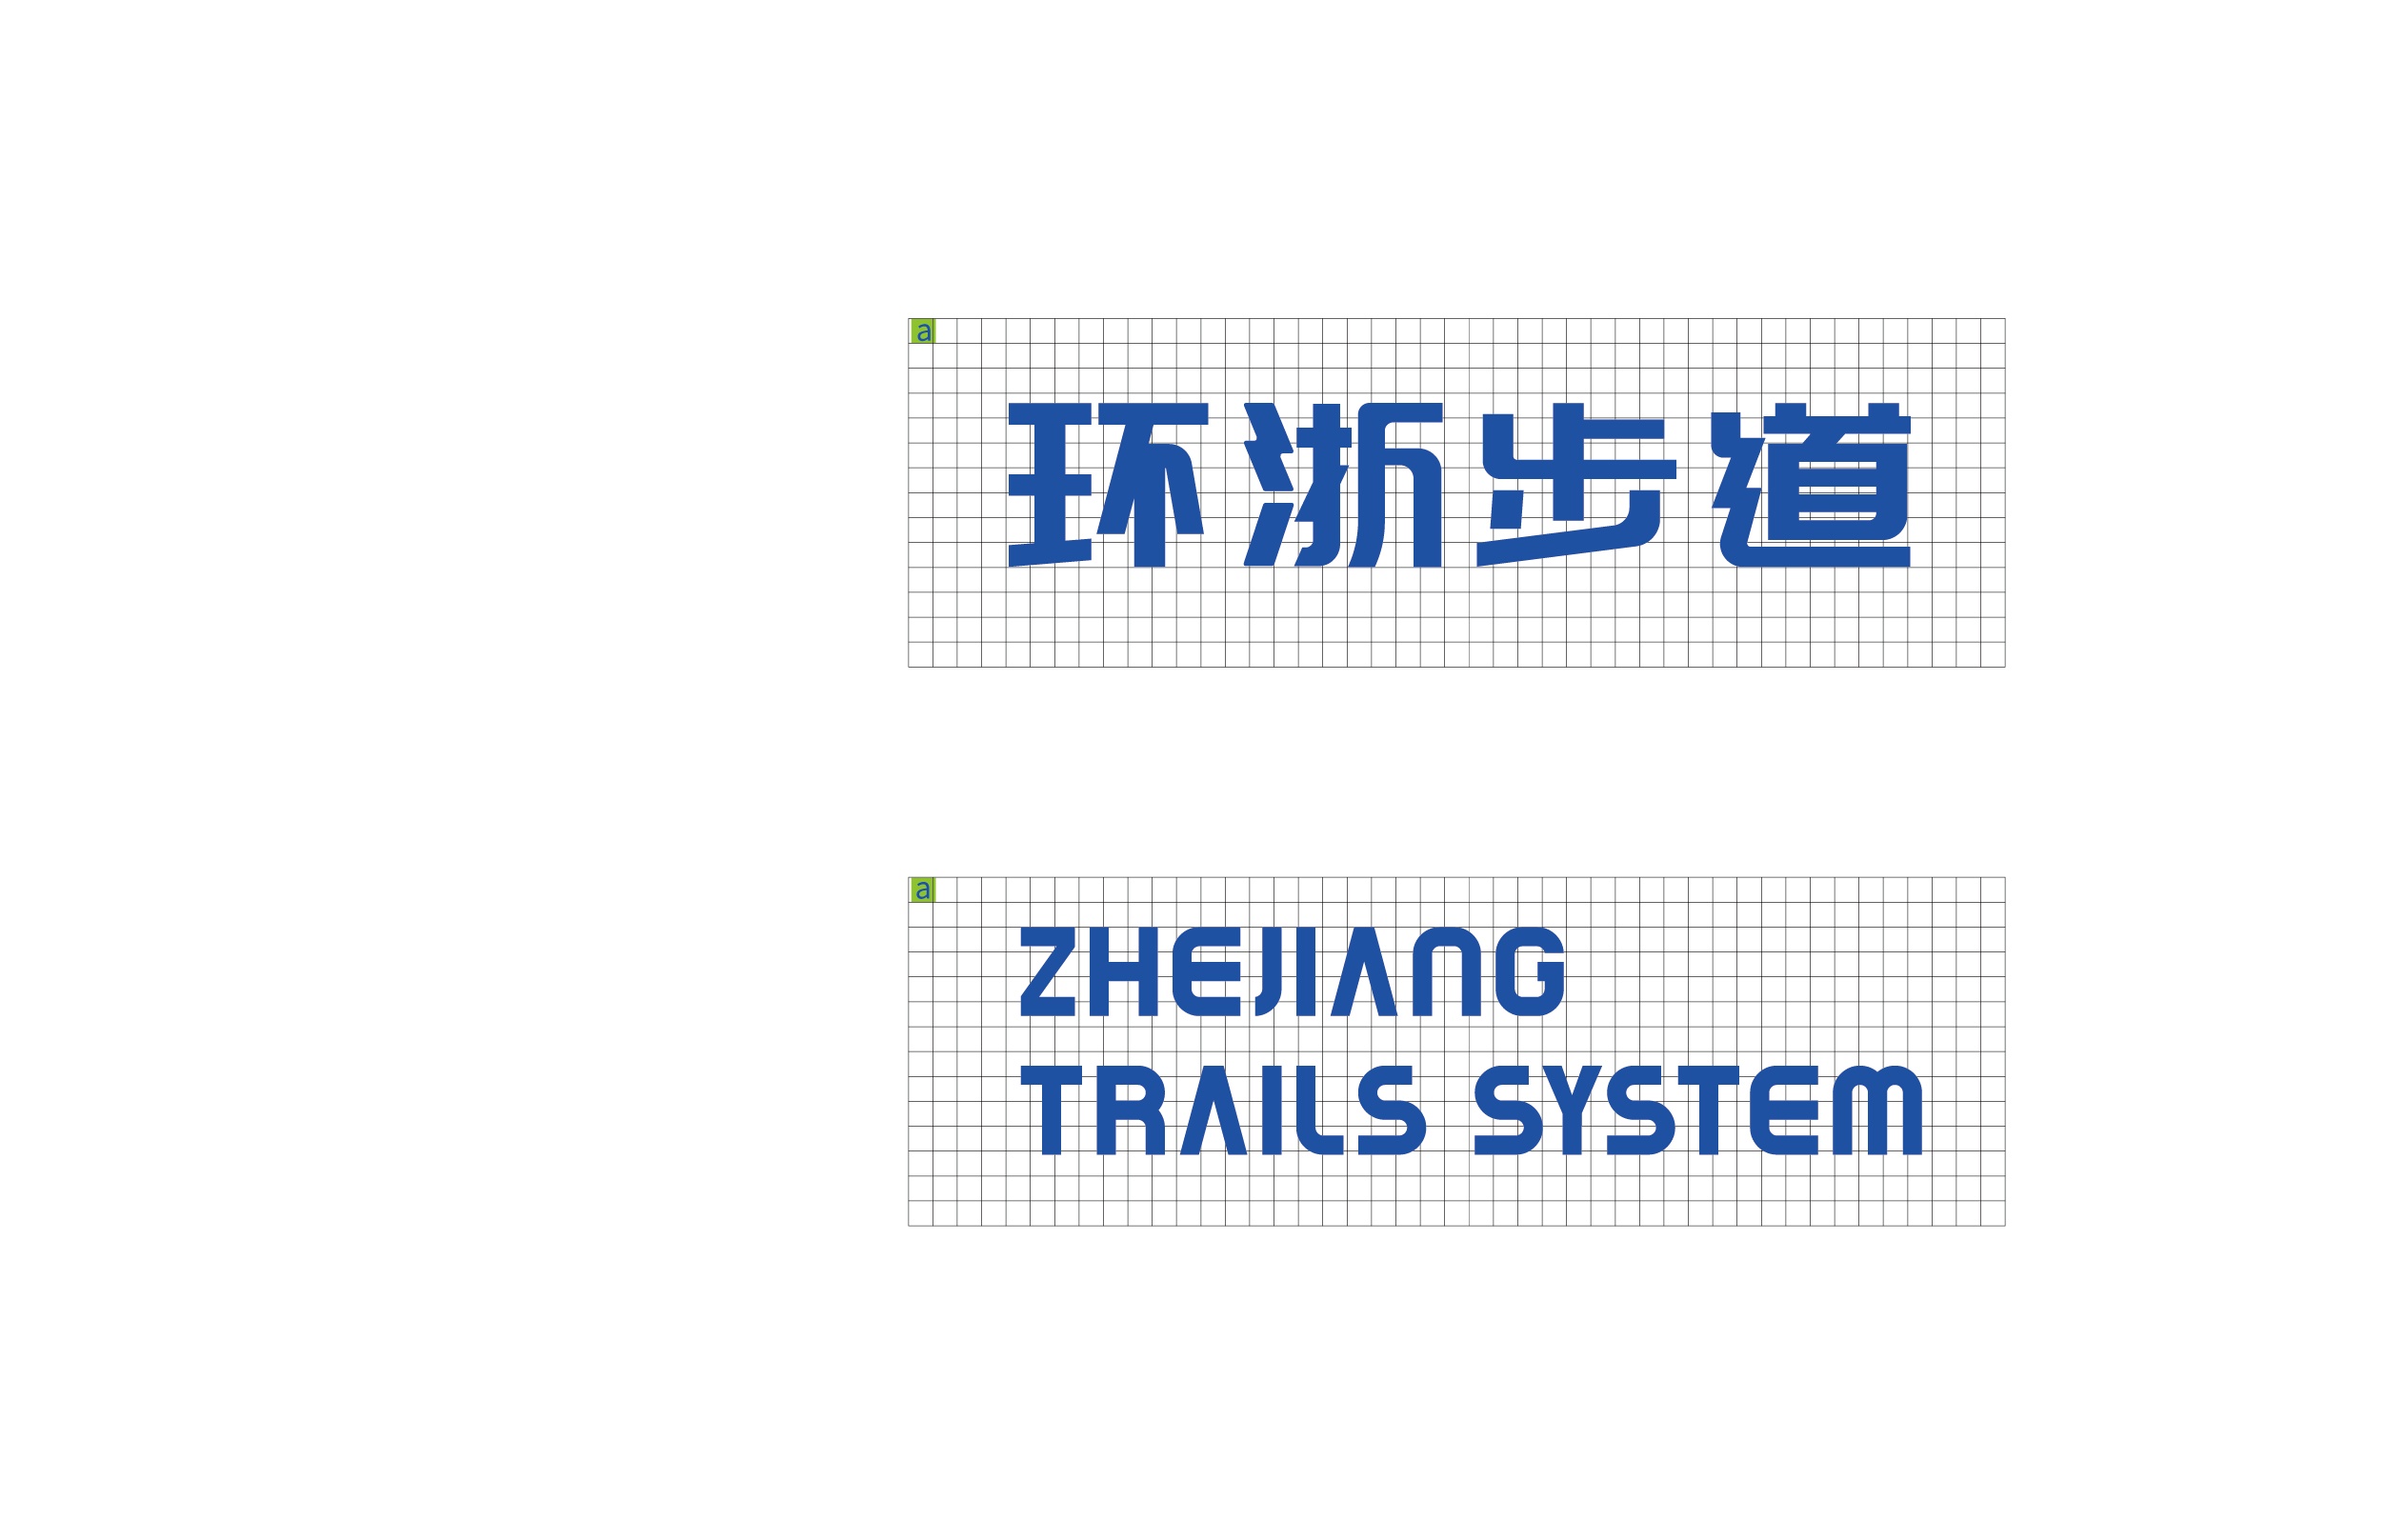 a
环浙步道
a
ZHEJIANG
TRAILS SYSTEM